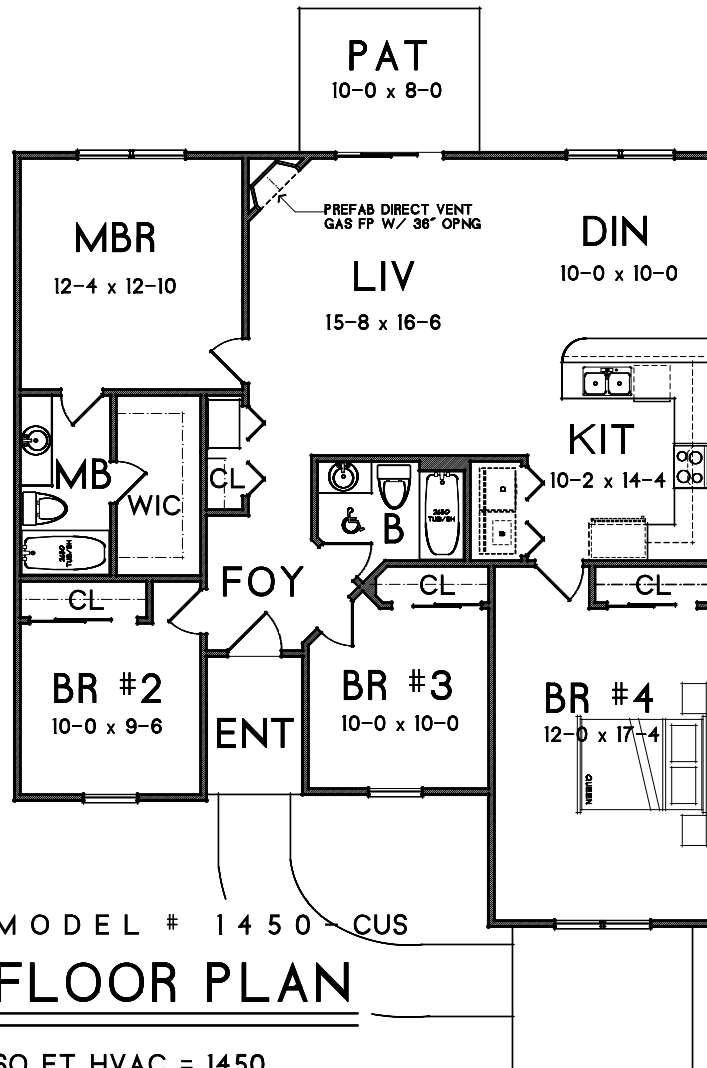 PAT
10-0 x 8-0
PREFAB DIRECT VENT
GAS FP W/ 36" OPNG
MBR
12-4 x 12-10
LIV
15-8 x 16-6
DIN
10-0 x 10-0
KIT
10-2 x 14-4
MB
WIC
CL
B
2650
TUB/SH
D
FOY
CL
CL
CL
BR #2
10-0 x 9-6
BR #3
10-0 x 10-0
BR #4
12-0 x 17-4
QUEEN
ENT
MODEL # 1450-CUS
FLOOR PLAN
SQ FT HVAC = 1450